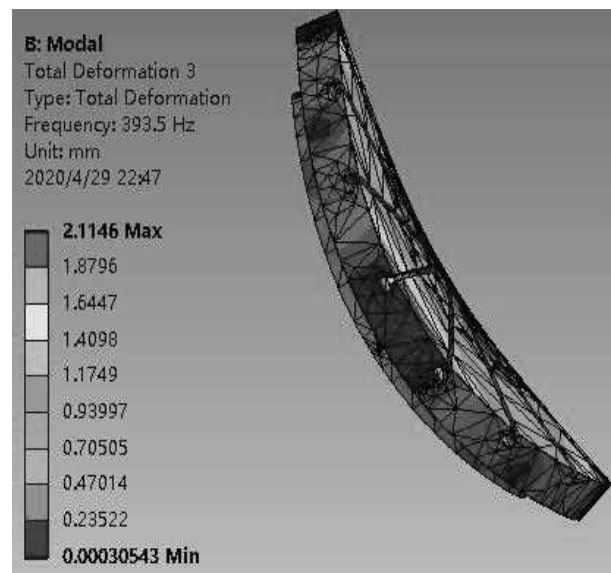 B: Modal
Total Deformation 3
Type: Total Deformation
Frequency: 393.5 Hz
Unit: mm
2020/4/29 22:47
2.1146 Max
1.8796
1.6447
1.4098
1.1749
0.93997
0.70505
0.47014
0.23522
0.00030543 Min